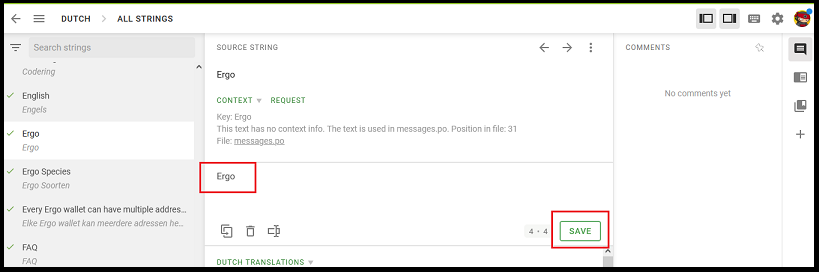 DUTCH > ALL STRINGS
Search strings
Codering
English
Engels
Ergo
Ergo
Ergo Species
Ergo Soorten
Every Ergo wallet can have multiple addres...
Elke Ergo wallet kan meerdere adressen he...
FAQ
FAQ
SOURCE STRING
Ergo
CONTEXT REQUEST
Key: Ergo
This text has no context info. The text is used in messages.po. Position in file: 31
File: messages.po
Ergo
4 • 4 SAVE
DUTCH TRANSLATIONS
COMMENTS
No comments yet